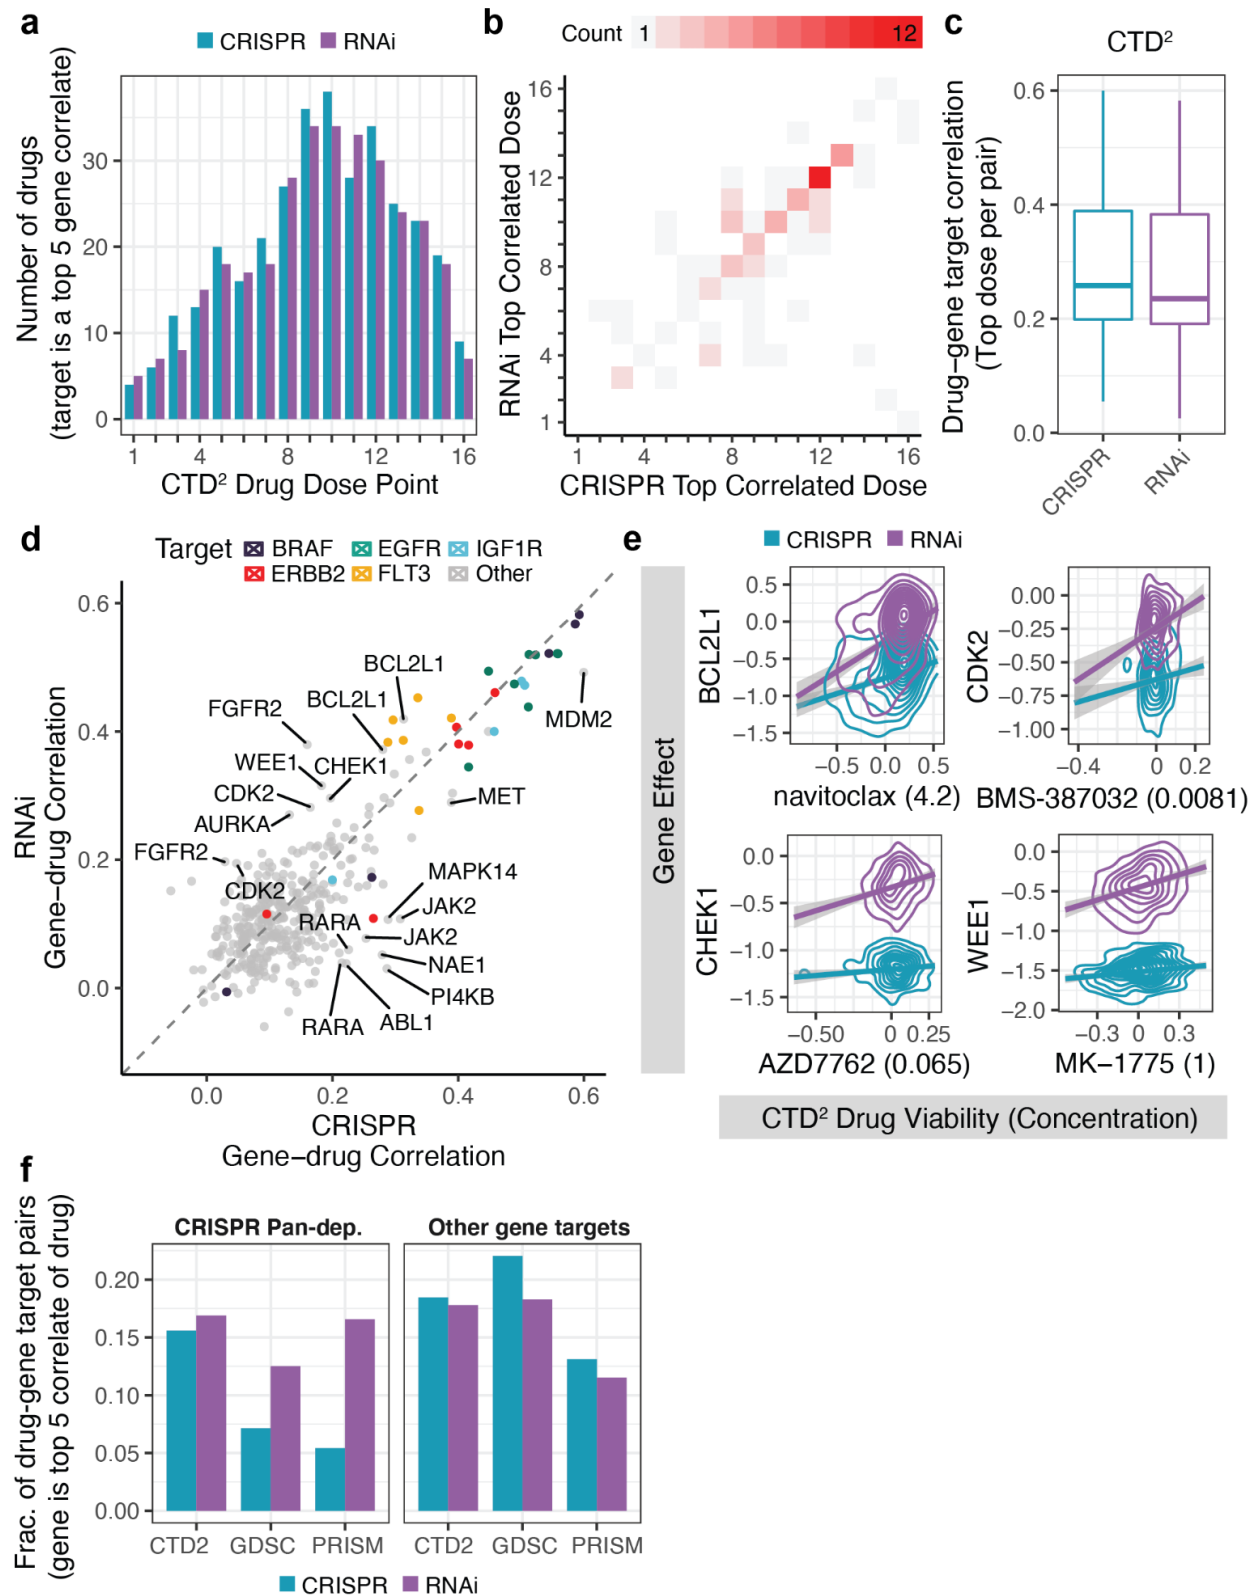 a
CRISPR RNAi
Number of drugs
(target is a top 5 gene correlate)
30
20
10
0
1 4 8 12 16
CTD² Drug Dose Point
b
Count 1 12
RNAi Top Correlated Dose
16
12
8
4
1
1 4 8 12 16
CRISPR Top Correlated Dose
c
CTD²
Drug−gene target correlation
(Top dose per pair)
0.6
0.4
0.2
0.0
CRISPR
RNAi
d
Target BRAF EGFR IGF1R
ERBB2 FLT3 Other
RNAi
Gene−drug Correlation
0.6
0.4
0.2
0.0
BCL2L1
BCL2L1
FGFR2
MDM2
WEE1 CHEK1
CDK2
MET
AURKA
FGFR2
CDK2
MAPK14
RARA
JAK2
JAK2
NAE1
PI4KB
RARA
ABL1
0.0 0.2 0.4 0.6
CRISPR
Gene−drug Correlation
e
CRISPR RNAi
Gene Effect
BCL2L1
0.5
0.0
−0.5
−1.0
−1.5
−0.5 0.0 0.5
navitoclax (4.2)
CDK2
0.00
−0.25
−0.50
−0.75
−1.00
−0.4 0 0.2
BMS-387032 (0.0081)
CHEK1
0.0
−0.5
−1.0
−1.5
−0.50 0 0.25
AZD7762 (0.065)
WEE1
0.0
−0.5
−1.0
−1.5
−2.0
−0.3 0 0.3
MK−1775 (1)
CTD² Drug Viability (Concentration)
f
Frac. of drug-gene target pairs
(gene is top 5 correlate of drug)
CRISPR Pan-dep. Other gene targets
0.20
0.15
0.10
0.05
0.00
CTD2 GDSC PRISM CTD2 GDSC PRISM
CRISPR RNAi